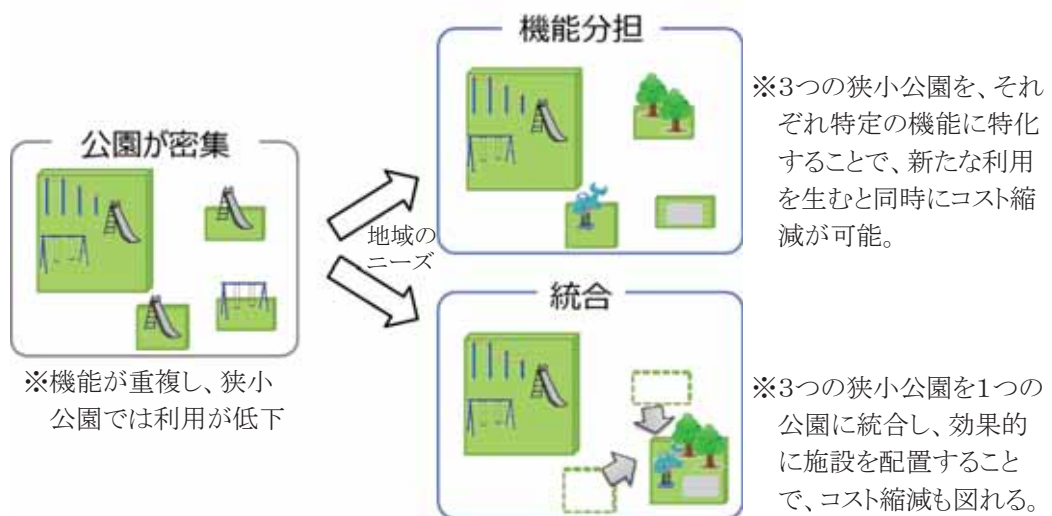 公園が密集
※機能が重複し、狭小
公園では利用が低下
地域の
ニーズ
機能分担
※3つの狭小公園を、それ
ぞれ特定の機能に特化
することで、新たな利用
を生むと同時にコスト縮
減が可能。
統合
※3つの狭小公園を1つの
公園に統合し、効果的
に施設を配置すること
で、コスト縮減も図れる。